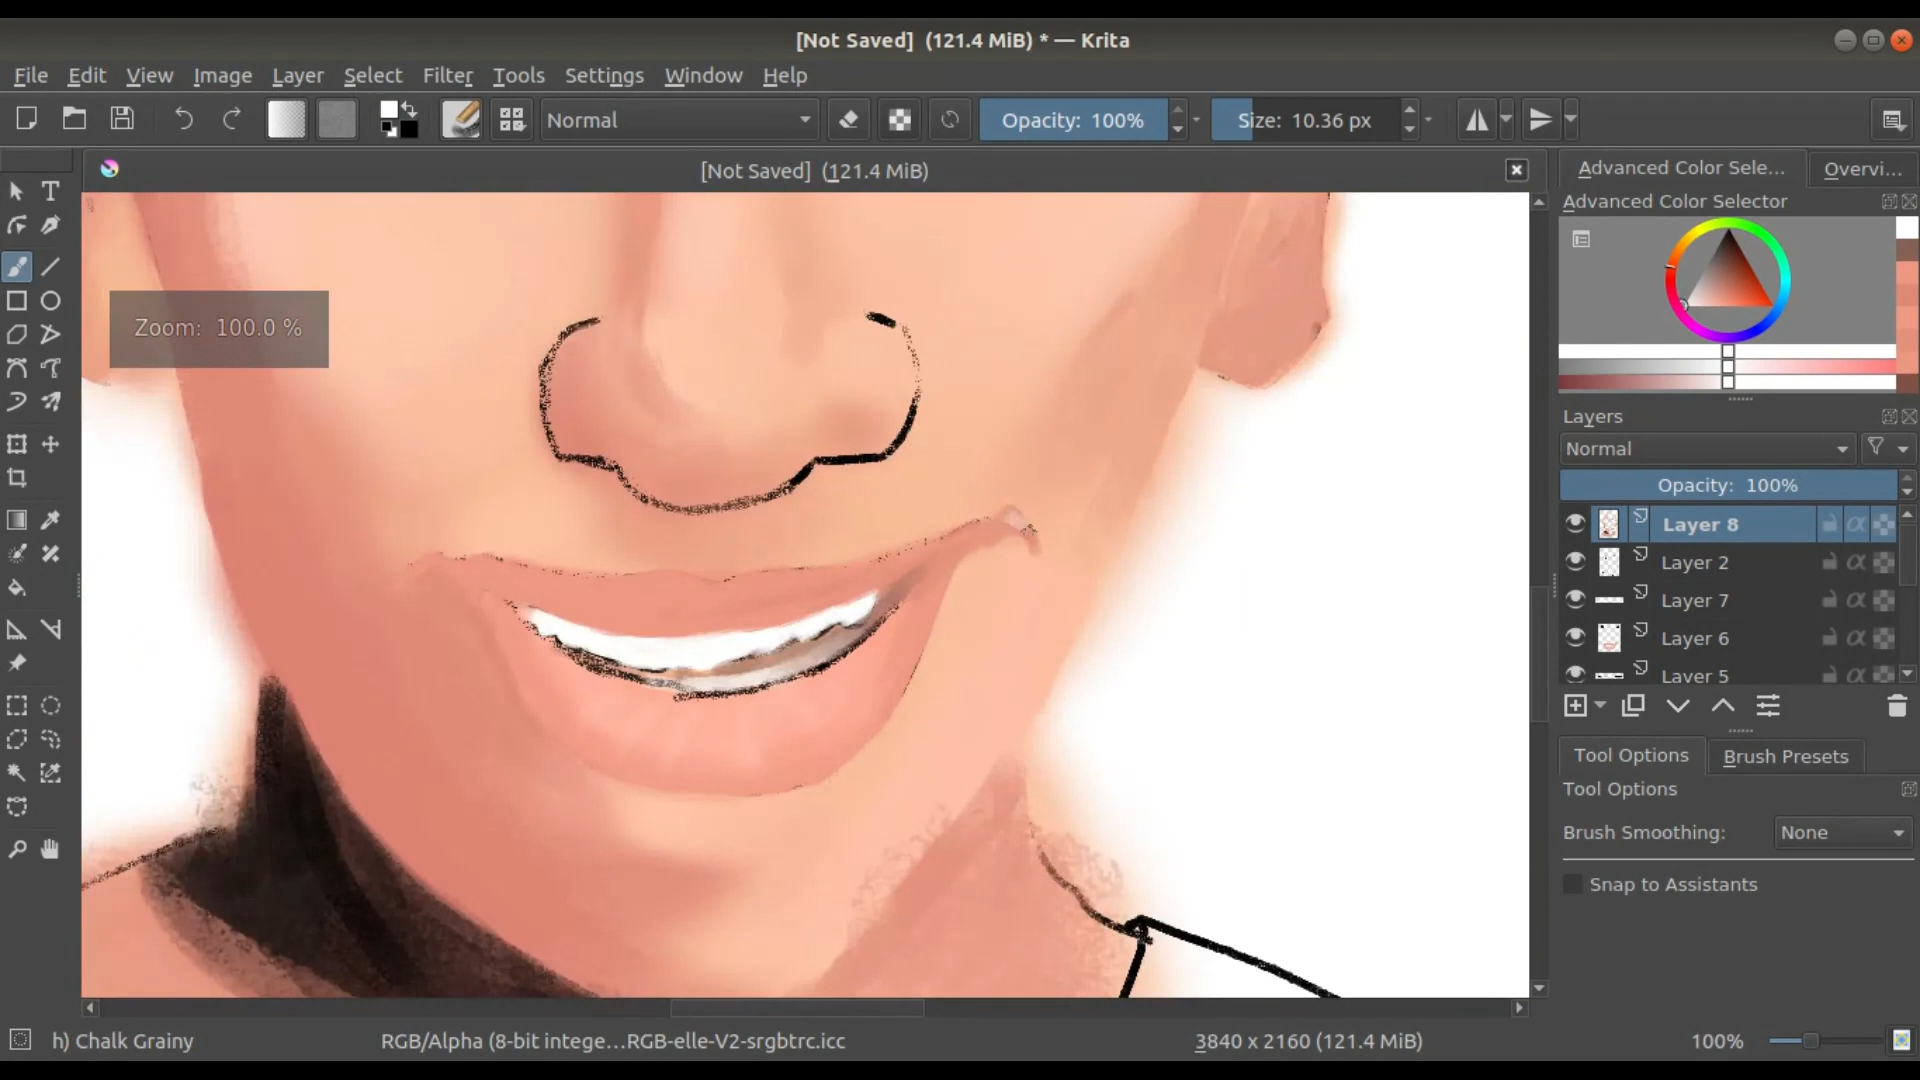 [Not Saved]  (121.4 MiB) * — Krita
File Edit View Image Layer Select Filter Tools Settings Window Help
Normal Opacity: 100% Size: 10.36 px
[Not Saved]  (121.4 MiB)
Advanced Color Sele... Overvi...
Advanced Color Selector
Zoom: 100.0 %
Layers
Normal
Opacity: 100%
Layer 8
Layer 2
Layer 7
Layer 6
Layer 5
Tool Options Brush Presets
Tool Options
Brush Smoothing: None
Snap to Assistants
h) Chalk Grainy RGB/Alpha (8-bit intege...RGB-elle-V2-srgbtrc.icc 3840 x 2160 (121.4 MiB) 100%